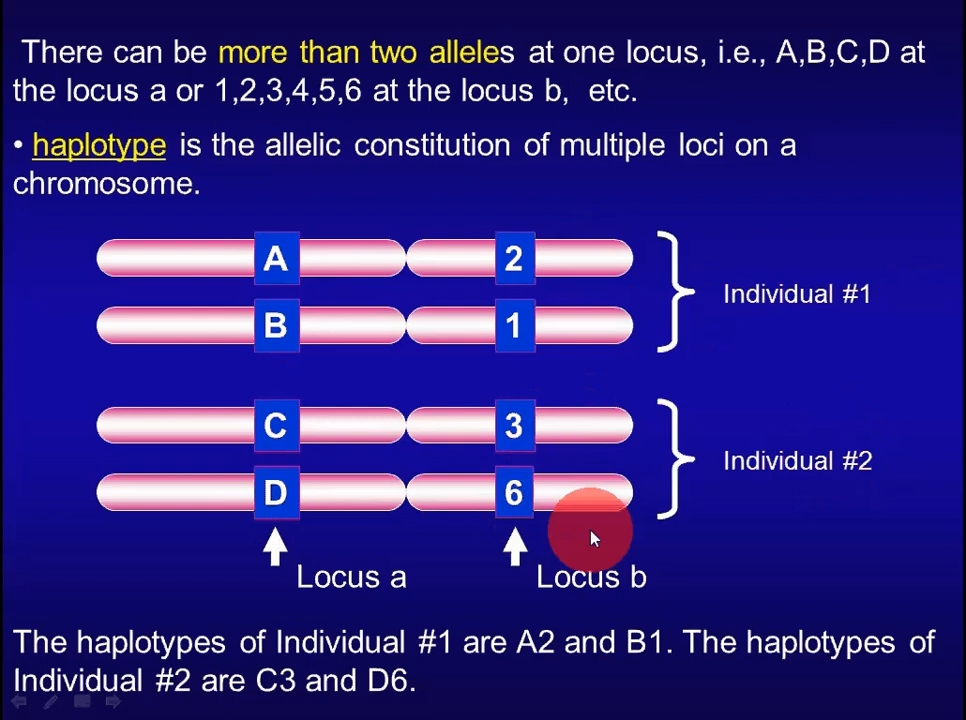 There can be more than two alleles at one locus, i.e., A,B,C,D at
the locus a or 1,2,3,4,5,6 at the locus b, etc.
• haplotype is the allelic constitution of multiple loci on a
chromosome.
A 2
B 1
Individual #1
C 3
D 6
Individual #2
Locus a
Locus b
The haplotypes of Individual #1 are A2 and B1. The haplotypes of
Individual #2 are C3 and D6.